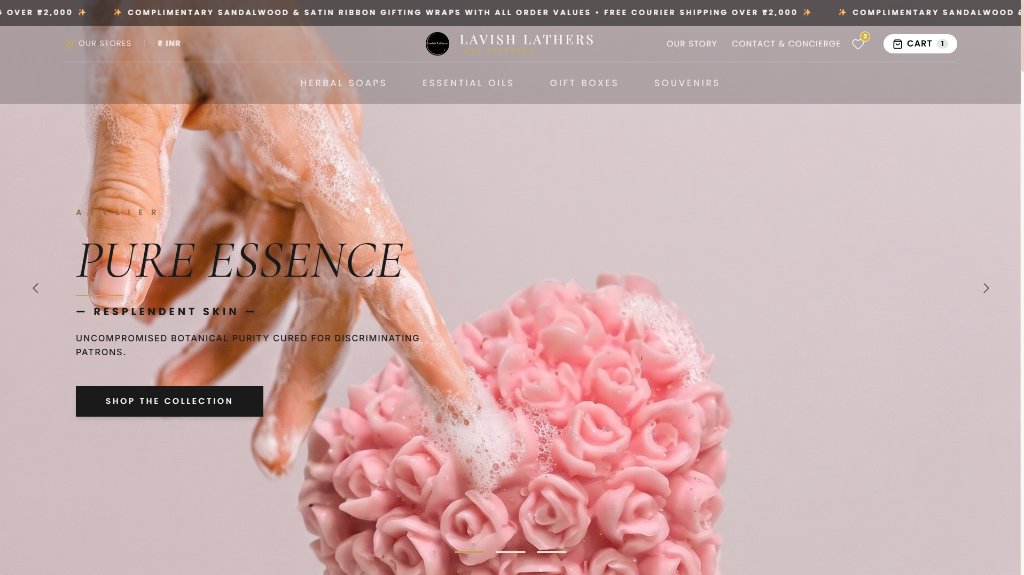 G OVER ₹2,000 ✨ ✨ COMPLIMENTARY SANDALWOOD & SATIN RIBBON GIFTING WRAPS WITH ALL ORDER VALUES • FREE COURIER SHIPPING OVER ₹2,000 ✨ ✨ COMPLIMENTARY SANDALWOOD &
OUR STORES | ₹ INR
LAVISH LATHERS
OUR STORY CONTACT & CONCIERGE 2 CART 1
HERBAL SOAPS ESSENTIAL OILS GIFT BOXES SOUVENIRS
ATELIER
PURE ESSENCE
— RESPLENDENT SKIN —
UNCOMPROMISED BOTANICAL PURITY CURED FOR DISCRIMINATING
PATRONS.
SHOP THE COLLECTION